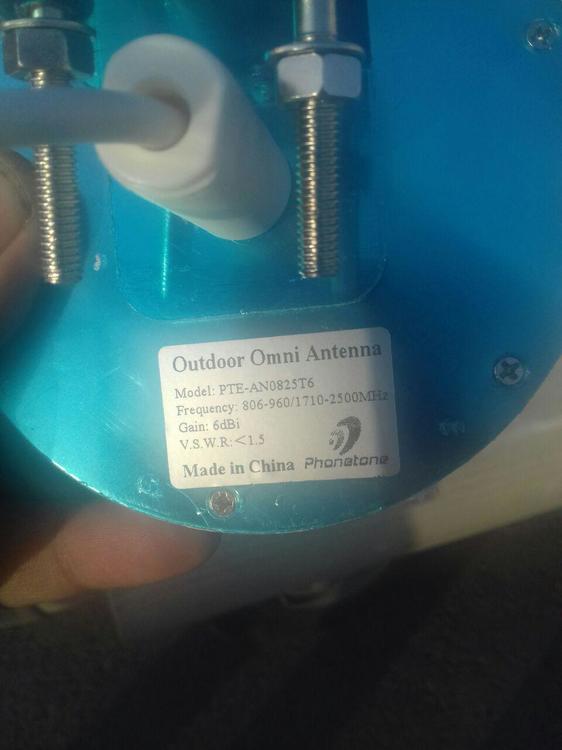 Outdoor Omni Antenna
Model: PTE-AN0825T6
Frequency: 806-960/1710-2500MHz
Gain: 6dBi
V.S.W.R:<1.5
Made in China Phonetone